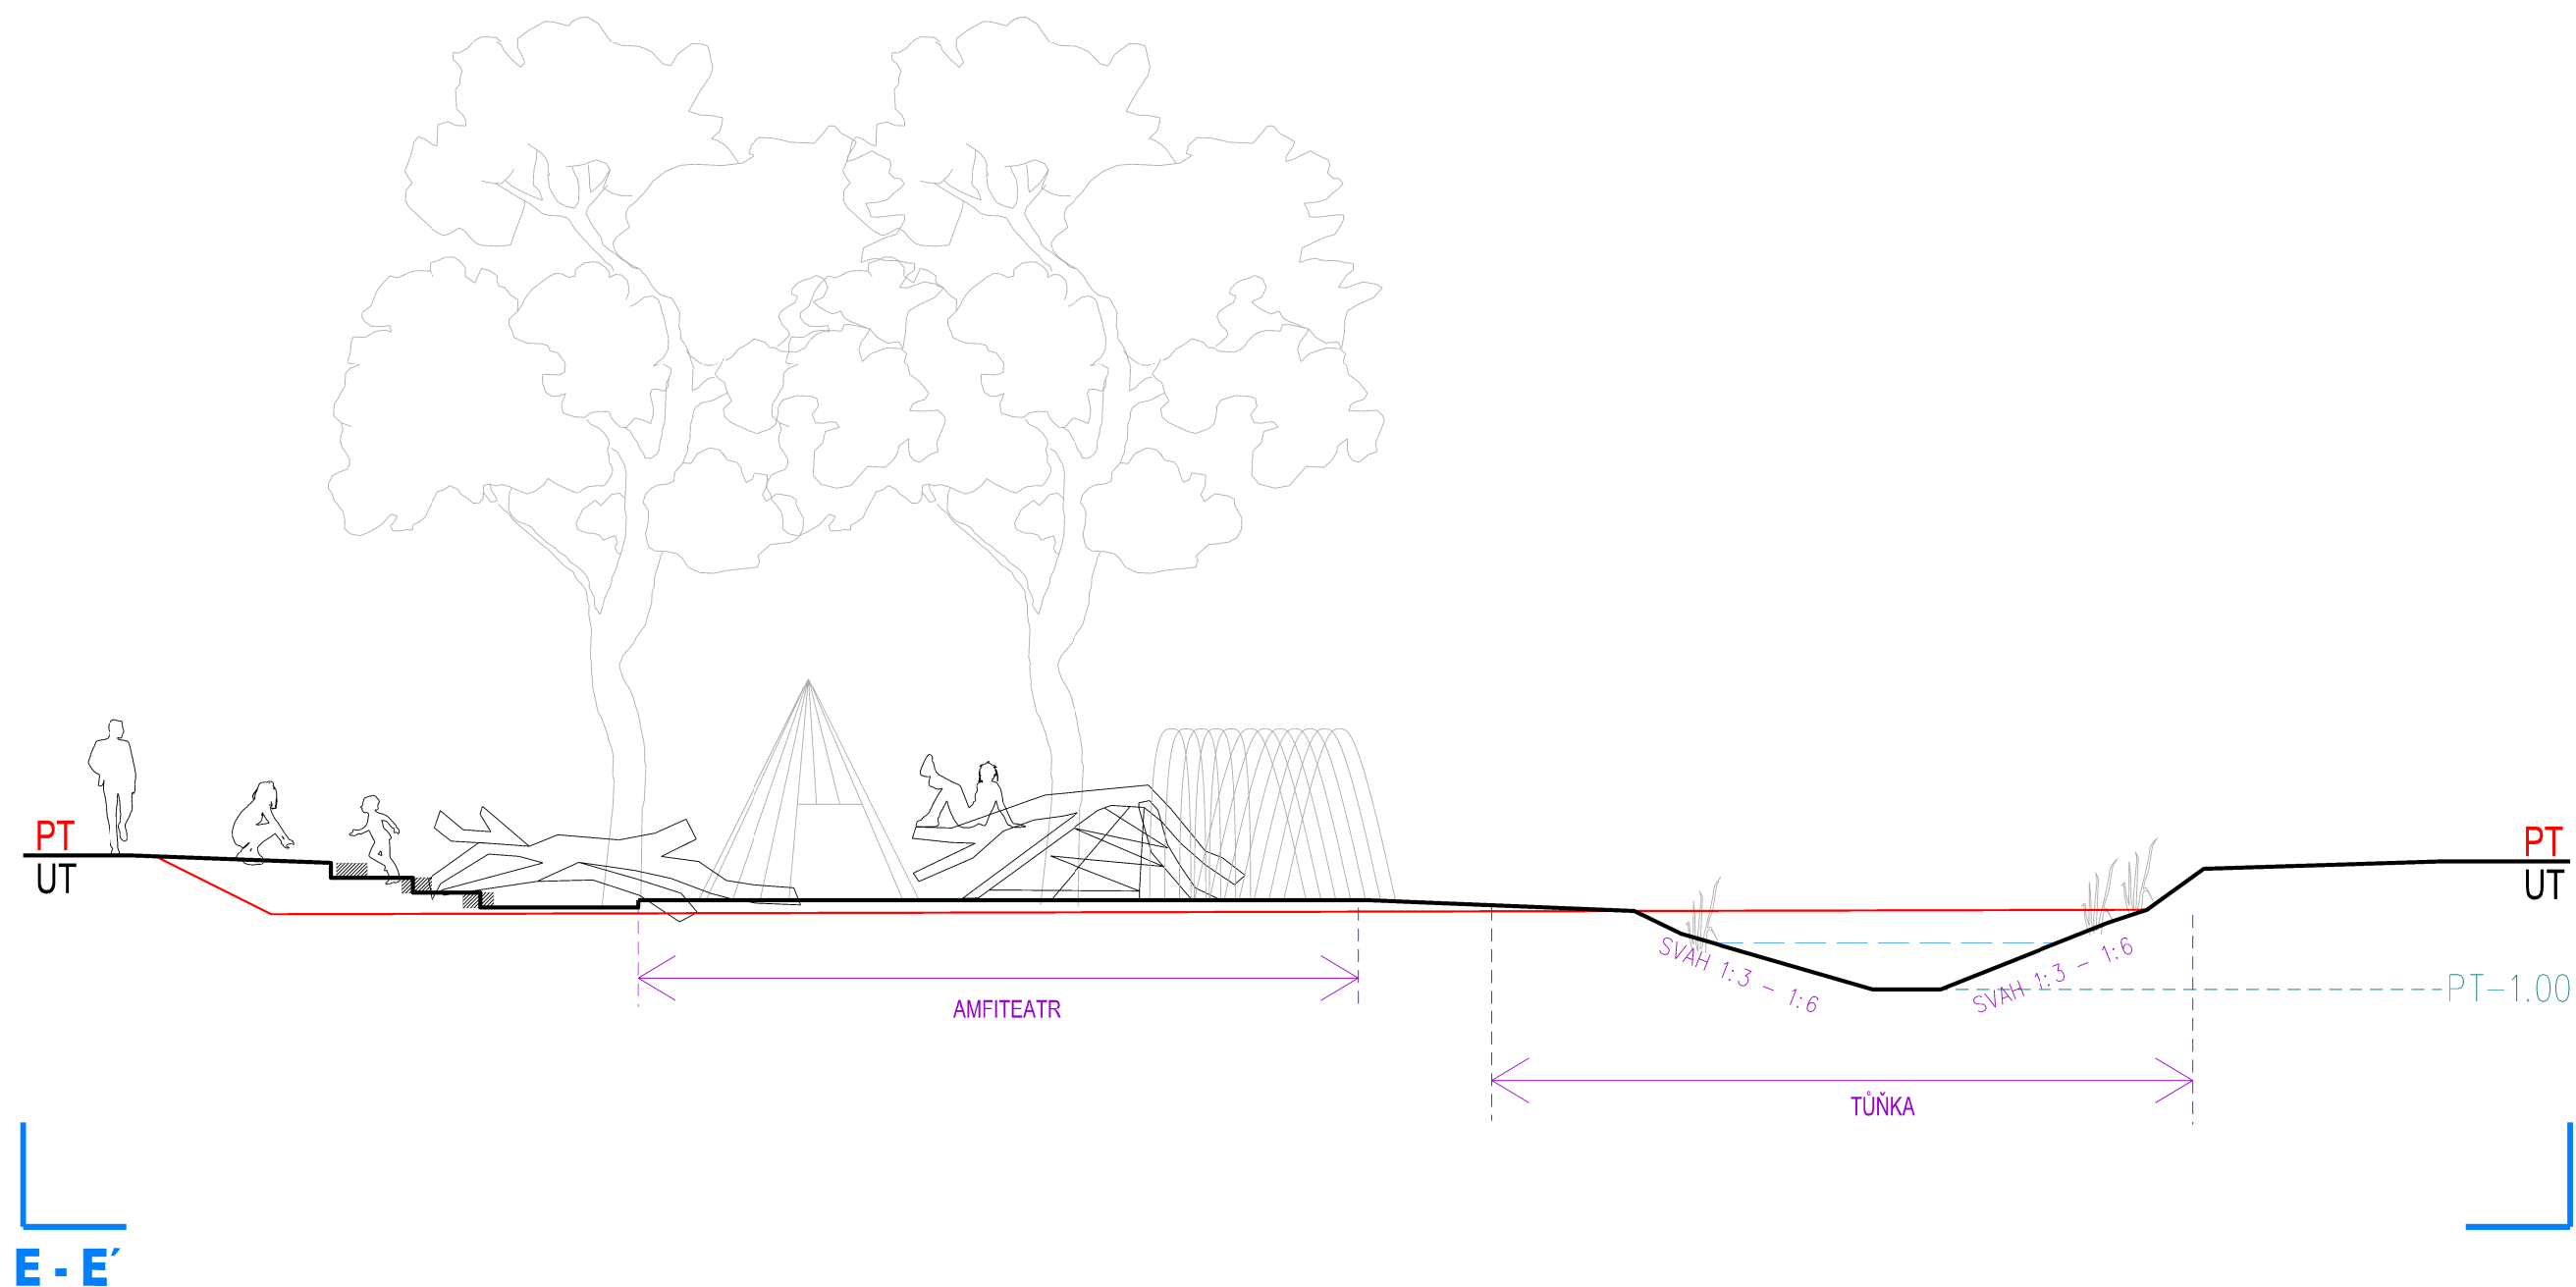 PT
UT
PT
UT
SVAH 1:3 - 1:6
SVAH 1:3 - 1:6
PT-1.00
AMFITEATR
TŮŇKA
E - E´